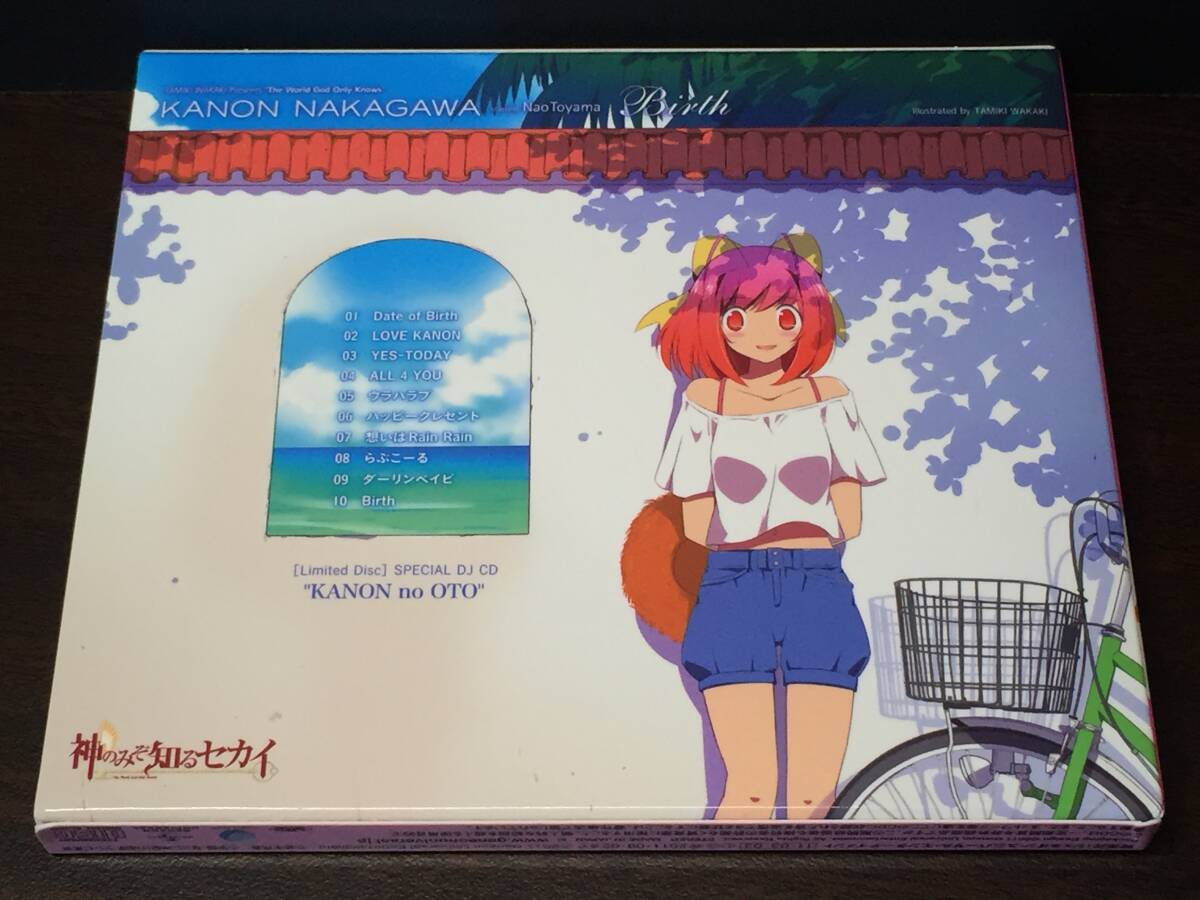 TAMIKI WAKAKI Presents "The World God Only Knows"
KANON NAKAGAWA Nao Toyama Birth
Illustrated by TAMIKI WAKAKI
01 Date of Birth
02 LOVE KANON
03 YES-TODAY
04 ALL 4 YOU
05 ウラハラブ
06 ハッピークレセント
07 想いはRain Rain
08 らぶこーる
09 ダーリンベイビ
10 Birth
[Limited Disc] SPECIAL DJ CD
"KANON no OTO"
神のみぞ知るセカイ